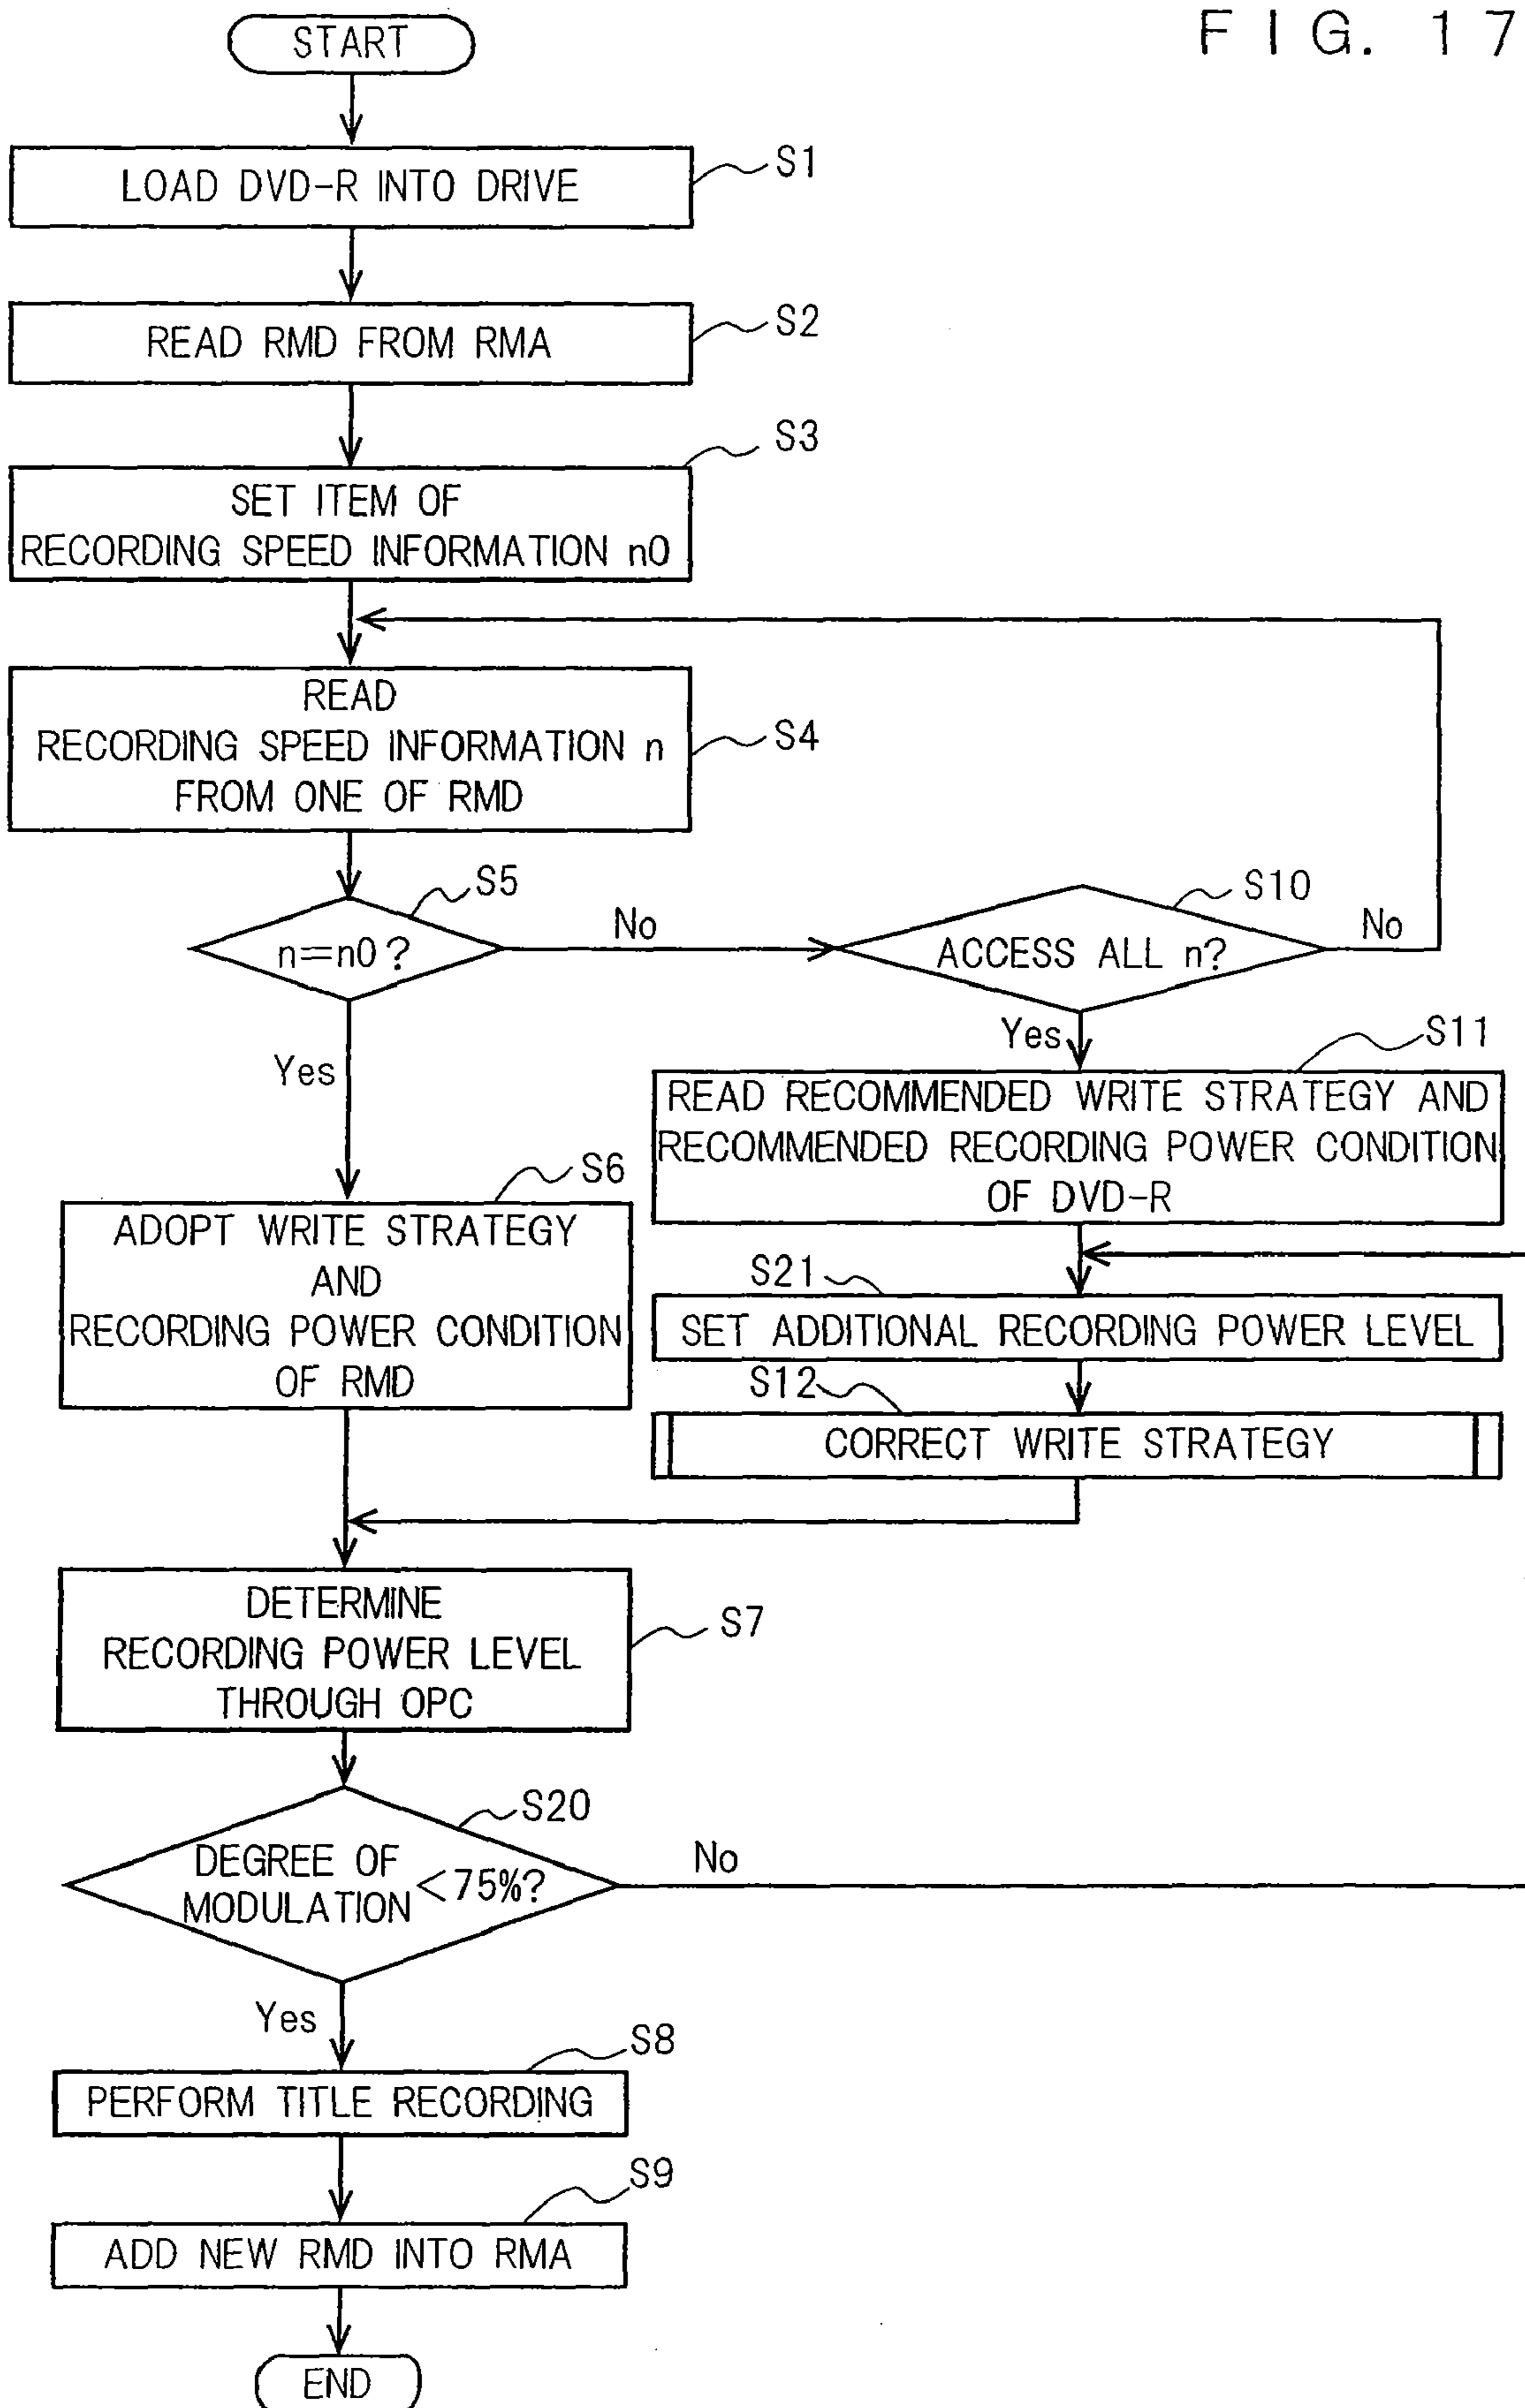 FIG. 17
START
LOAD DVD-R INTO DRIVE
S1
READ RMD FROM RMA
S2
S3
SET ITEM OF
RECORDING SPEED INFORMATION n0
READ
RECORDING SPEED INFORMATION n
FROM ONE OF RMD
S4
S5
n==n0?
No
S10
ACCESS ALL n?
No
Yes
Yes
S11
READ RECOMMENDED WRITE STRATEGY AND
RECOMMENDED RECORDING POWER CONDITION
OF DVD-R
S6
ADOPT WRITE STRATEGY
AND
RECORDING POWER CONDITION
OF RMD
S21
SET ADDITIONAL RECORDING POWER LEVEL
S12
CORRECT WRITE STRATEGY
DETERMINE
RECORDING POWER LEVEL
THROUGH OPC
S7
S20
DEGREE OF
MODULATION <75%?
No
Yes
S8
PERFORM TITLE RECORDING
S9
ADD NEW RMD INTO RMA
END